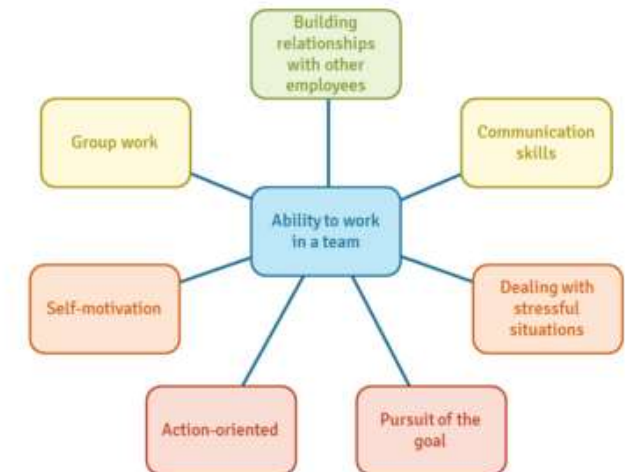 Building
relationships
with other
employees
Group work
Communication
skills
Ability to work
in a team
Self-motivation
Dealing with
stressful
situations
Action-oriented
Pursuit of the
goal